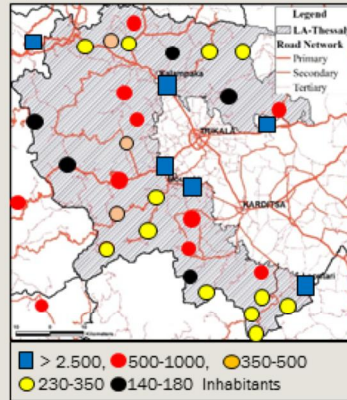 Legend
LA-Thessaly
Road Network
Primary
Secondary
Tertiary
Kalampaka
TRIKALA
KARDITSA
Kilometers
> 2.500, 500-1000, 350-500
230-350 140-180 Inhabitants